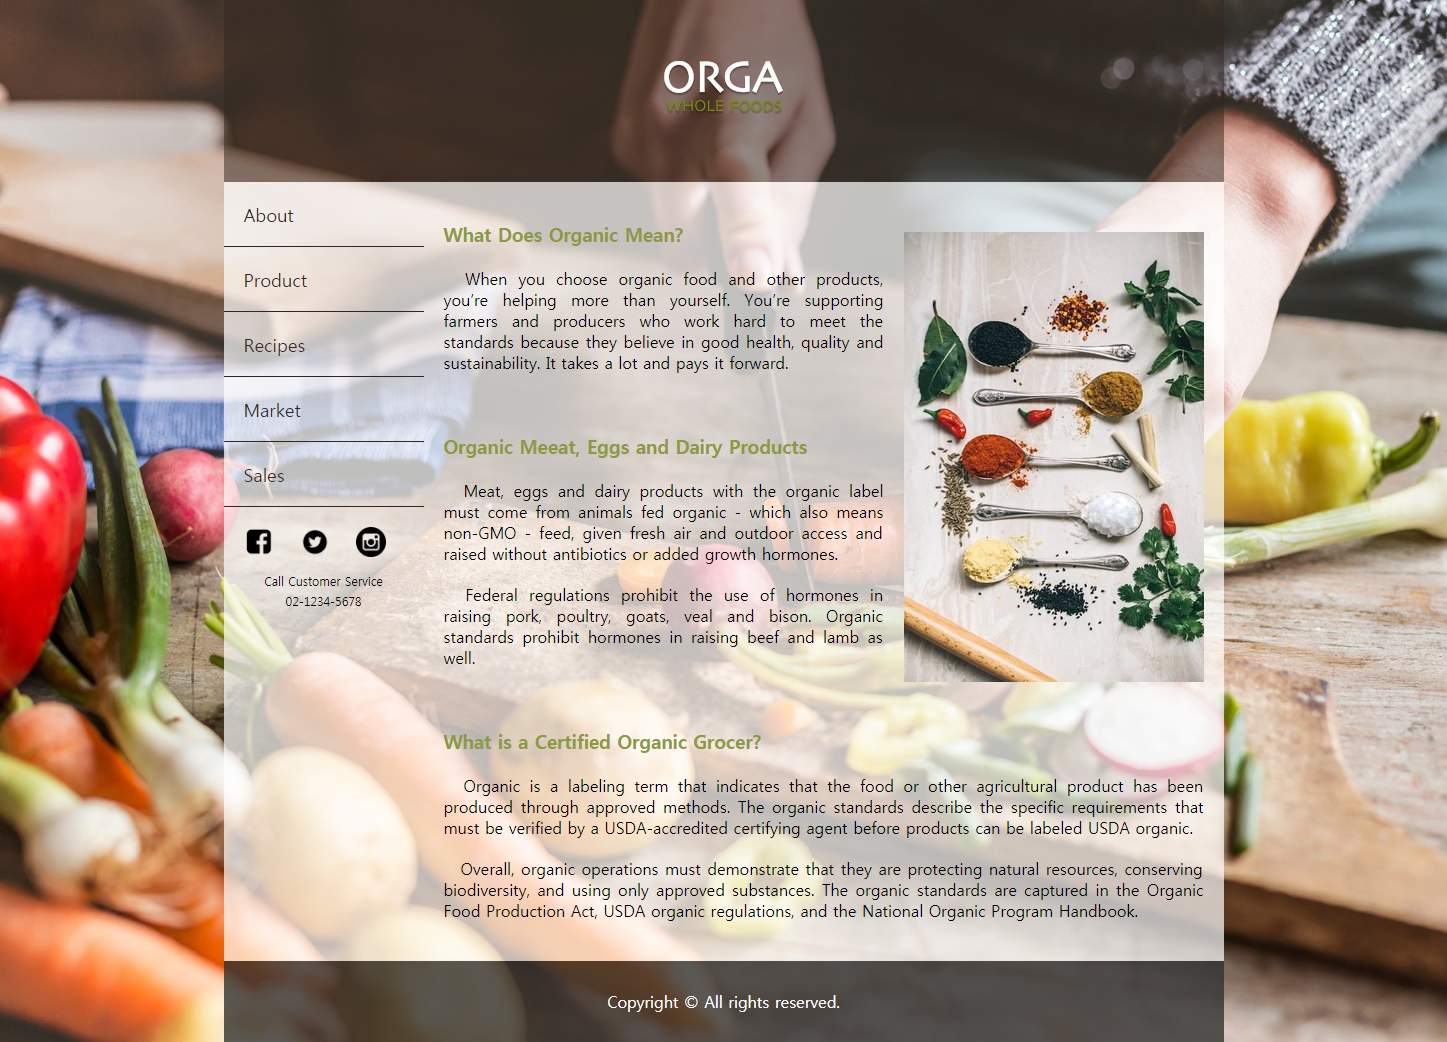 ORGA
WHOLE FOODS
About
Product
Recipes
Market
Sales
Call Customer Service
02-1234-5678
What Does Organic Mean?
When you choose organic food and other products,
you're helping more than yourself. You're supporting
farmers and producers who work hard to meet the
standards because they believe in good health, quality and
sustainability. It takes a lot and pays it forward.
Organic Meeat, Eggs and Dairy Products
Meat, eggs and dairy products with the organic label
must come from animals fed organic - which also means
non-GMO - feed, given fresh air and outdoor access and
raised without antibiotics or added growth hormones.
Federal regulations prohibit the use of hormones in
raising pork, poultry, goats, veal and bison. Organic
standards prohibit hormones in raising beef and lamb as
well.
What is a Certified Organic Grocer?
Organic is a labeling term that indicates that the food or other agricultural product has been
produced through approved methods. The organic standards describe the specific requirements that
must be verified by a USDA-accredited certifying agent before products can be labeled USDA organic.
Overall, organic operations must demonstrate that they are protecting natural resources, conserving
biodiversity, and using only approved substances. The organic standards are captured in the Organic
Food Production Act, USDA organic regulations, and the National Organic Program Handbook.
Copyright © All rights reserved.